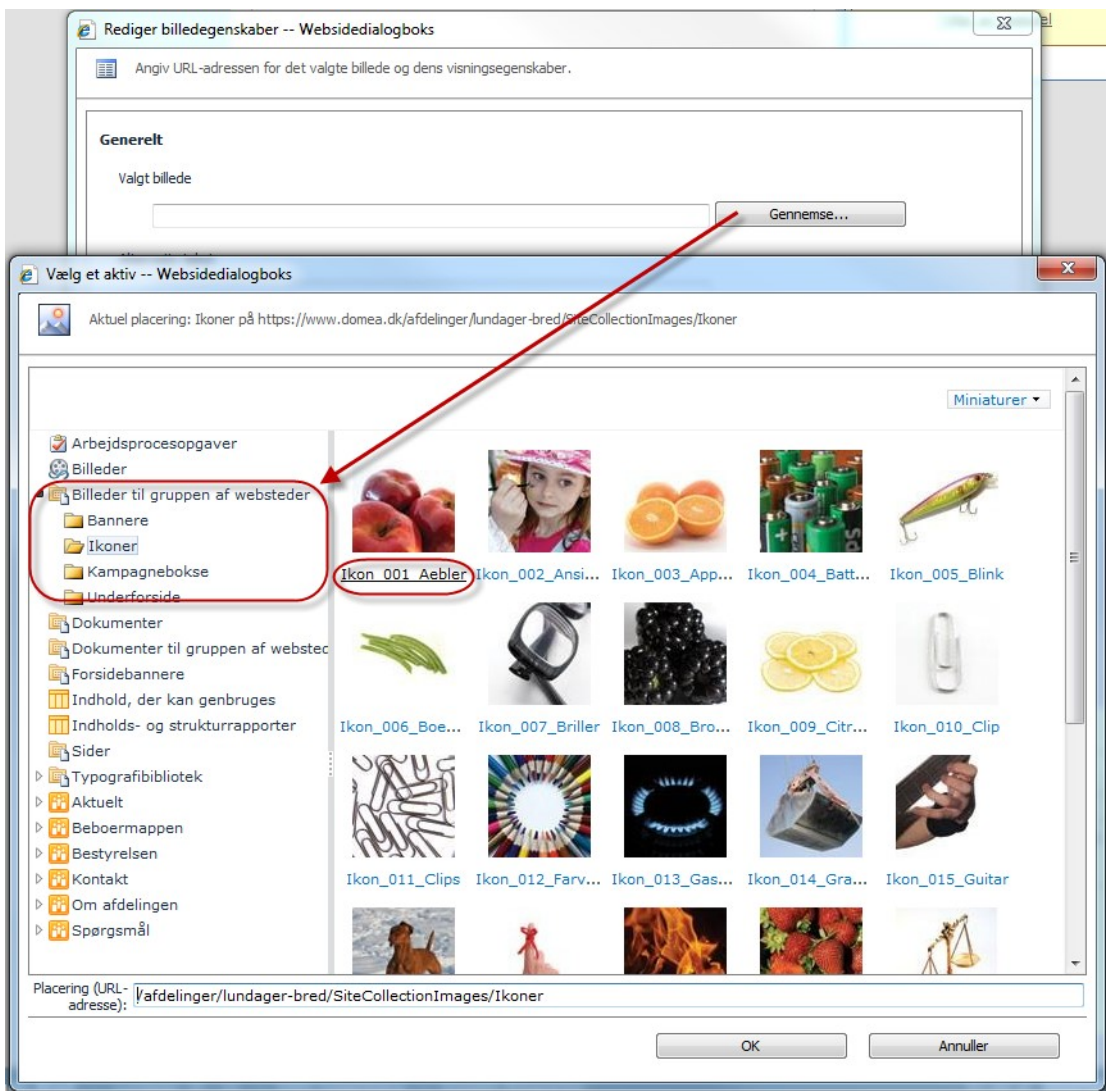 Rediger billedegenskaber -- Websidedialogboks
Angiv URL-adressen for det valgte billede og dens visningsegenskaber.
Generelt
Valgt billede
Gennemse...
Vælg et aktiv -- Websidedialogboks
Aktuel placering: Ikoner på https://www.domea.dk/afdelinger/lundager-bred/SiteCollectionImages/Ikoner
Miniaturer
Arbejdsprocesopgaver
Billeder
Billeder til gruppen af websteder
Bannere
Ikoner
Kampagnebokse
Underforside
Dokumenter
Dokumenter til gruppen af websted
Forsidebannere
Indhold, der kan genbruges
Indholds- og strukturrapporter
Sider
Typografibibliotek
Aktuelt
Beboermappen
Bestyrelsen
Kontakt
Om afdelingen
Spørgsmål
Ikon_001_Aebler Ikon_002_Ansi... Ikon_003_App... Ikon_004_Batt... Ikon_005_Blink
Ikon_006_Boe... Ikon_007_Briller Ikon_008_Bro... Ikon_009_Citr... Ikon_010_Clip
Ikon_011_Clips Ikon_012_Farv... Ikon_013_Gas... Ikon_014_Gra... Ikon_015_Guitar
Placering (URL-
adresse):
/afdelinger/lundager-bred/SiteCollectionImages/Ikoner
OK Annuller